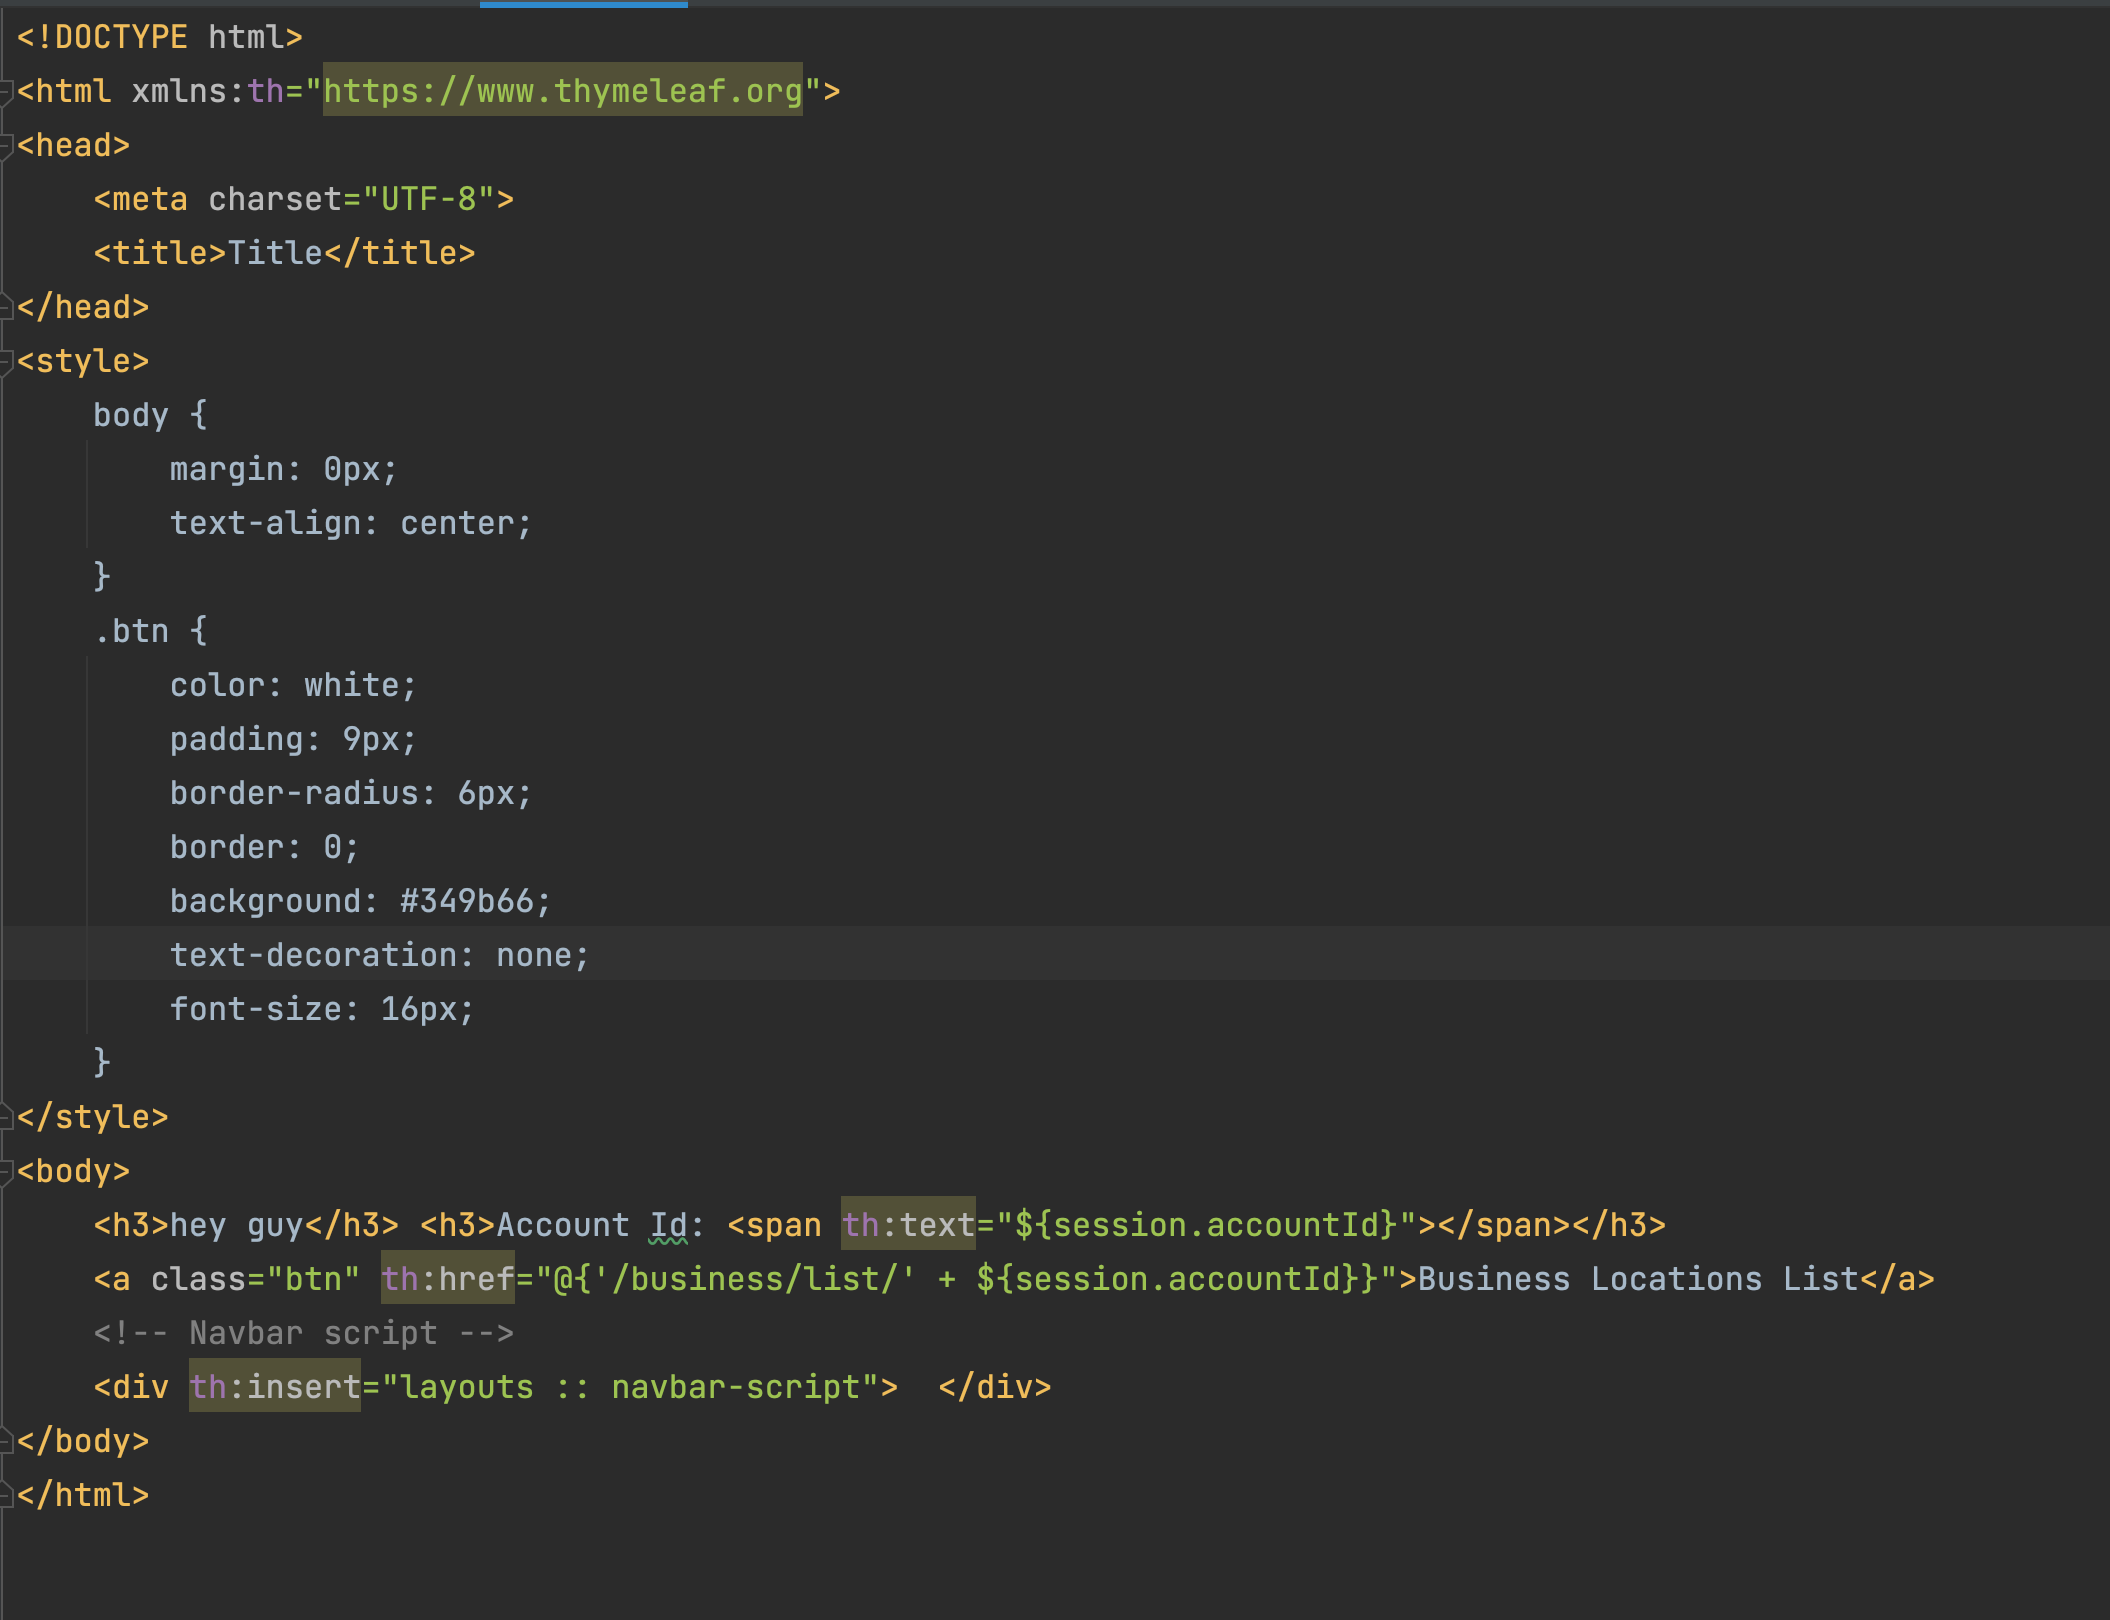 <!DOCTYPE html>
<html xmlns:th="https://www.thymeleaf.org">
<head>
    <meta charset="UTF-8">
    <title>Title</title>
</head>
<style>
    body {
        margin: 0px;
        text-align: center;
    }
    .btn {
        color: white;
        padding: 9px;
        border-radius: 6px;
        border: 0;
        background: #349b66;
        text-decoration: none;
        font-size: 16px;
    }
</style>
<body>
    <h3>hey guy</h3> <h3>Account Id: <span th:text="${session.accountId}"></span></h3>
    <a class="btn" th:href="@{'/business/list/' + ${session.accountId}}">Business Locations List</a>
    <!-- Navbar script -->
    <div th:insert="layouts :: navbar-script">  </div>
</body>
</html>